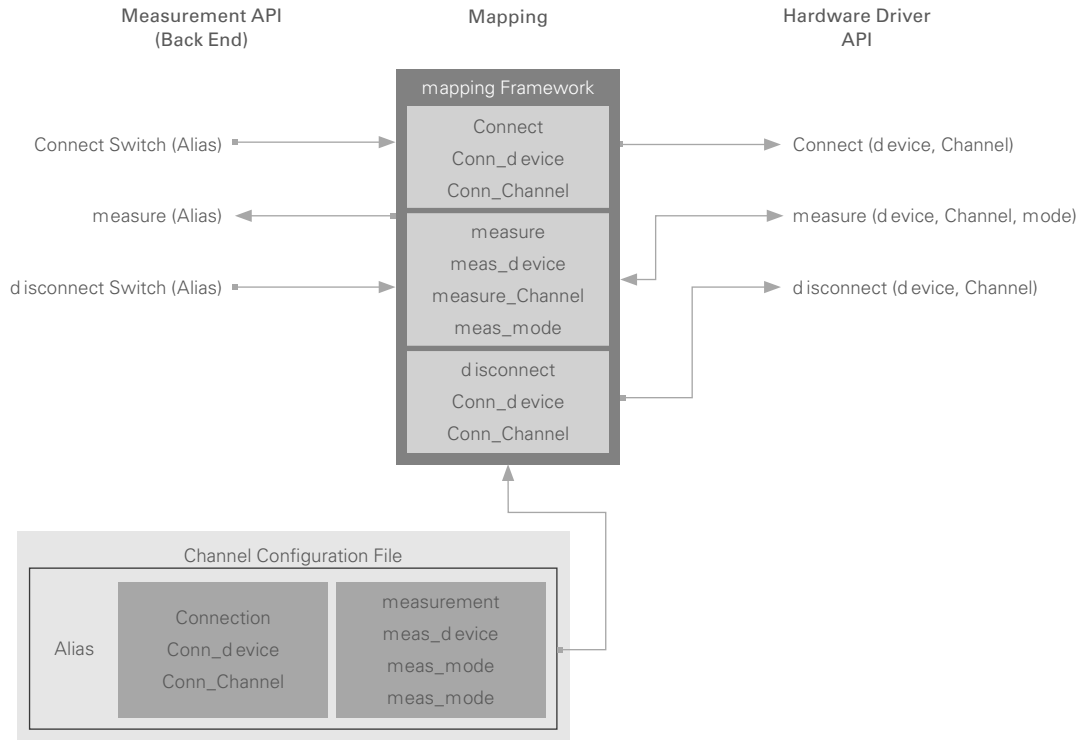 Measurement API
(Back End)
Mapping
Hardware Driver
API
mapping Framework
Connect
Conn_d evice
Conn_Channel
measure
meas_d evice
measure_Channel
meas_mode
d isconnect
Conn_d evice
Conn_Channel
Connect Switch (Alias)
measure (Alias)
d isconnect Switch (Alias)
Connect (d evice, Channel)
measure (d evice, Channel, mode)
d isconnect (d evice, Channel)
Channel Configuration File
Alias
Connection
Conn_d evice
Conn_Channel
measurement
meas_d evice
meas_mode
meas_mode